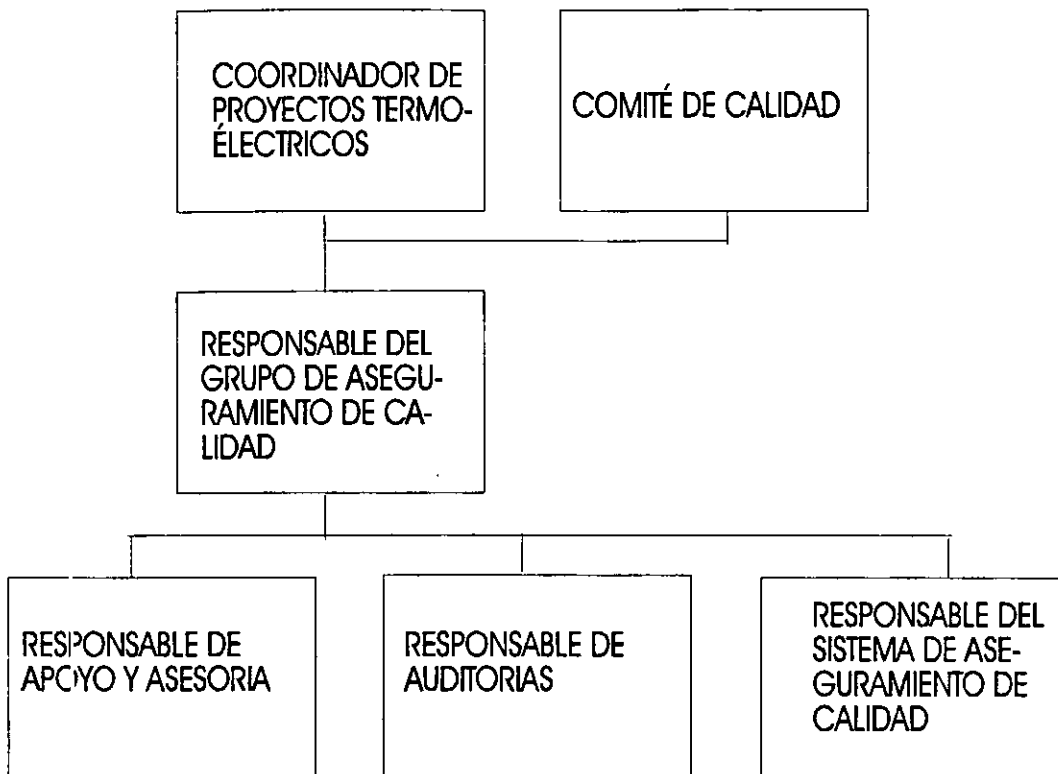 COORDINADOR DE
PROYECTOS TERMO-
ÉLECTRICOS
COMITÉ DE CALIDAD
RESPONSABLE DEL
GRUPO DE ASEGU-
RAMIENTO DE CA-
LIDAD
RESPONSABLE DE
APOYO Y ASESORIA
RESPONSABLE DE
AUDITORIAS
RESPONSABLE DEL
SISTEMA DE ASE-
GURAMIENTO DE
CALIDAD